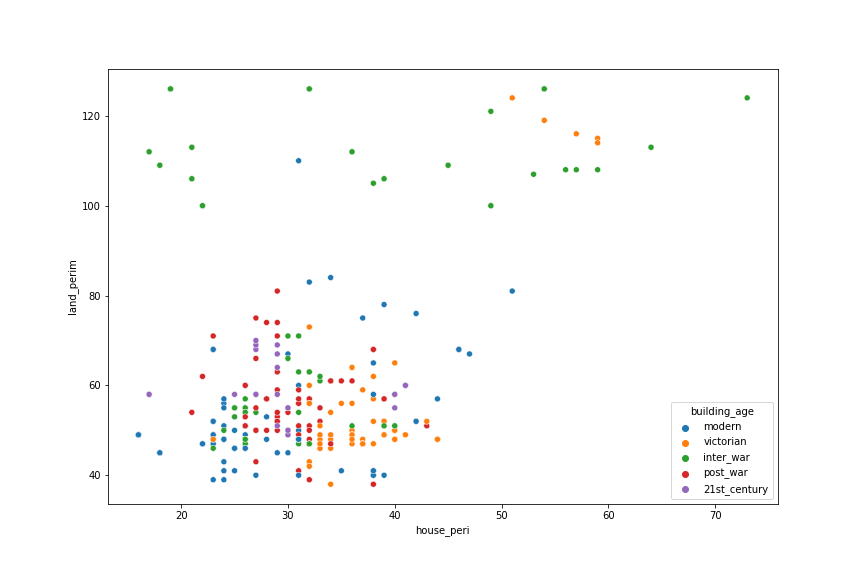 120
100
80
60
40
land_perim
20
30
40
50
60
70
house_peri
building_age
modern
victorian
inter_war
post_war
21st_century